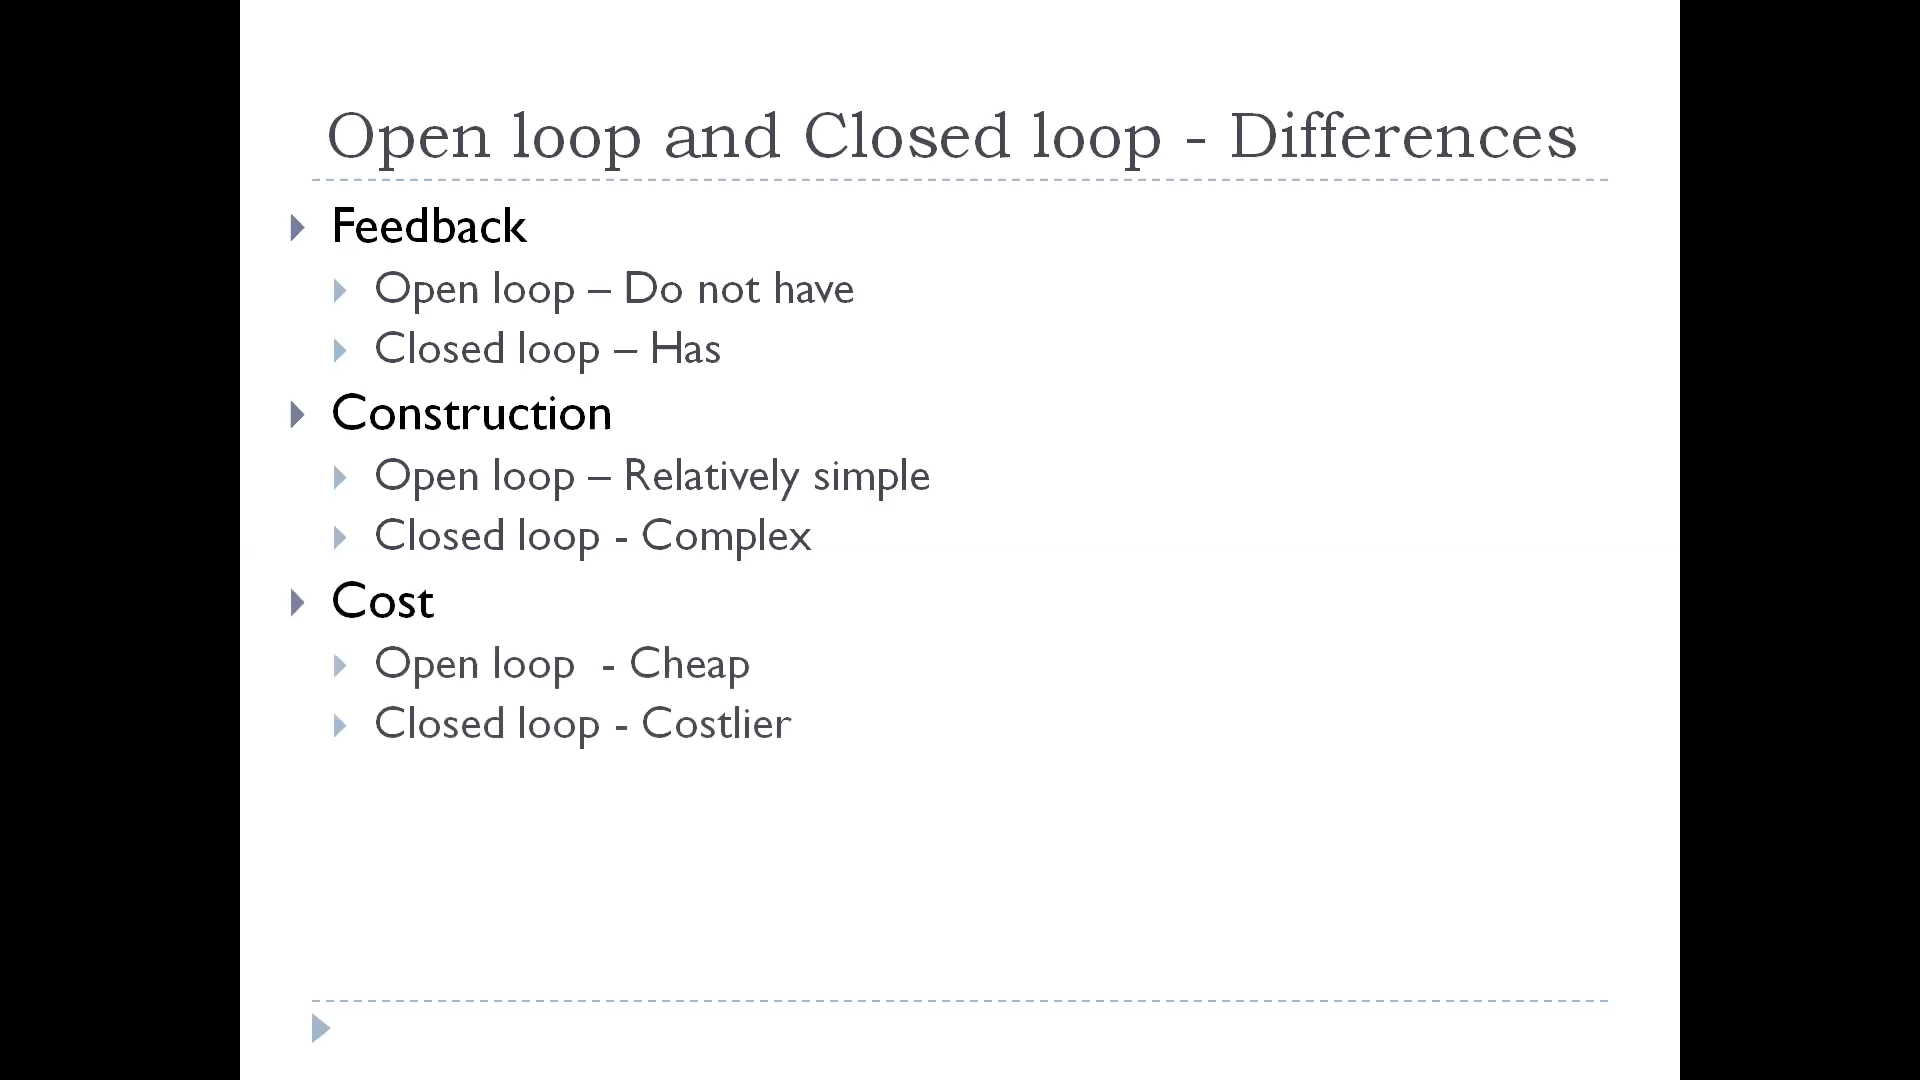 Open loop and Closed loop - Differences
Feedback
Open loop – Do not have
Closed loop – Has
Construction
Open loop – Relatively simple
Closed loop - Complex
Cost
Open loop  - Cheap
Closed loop - Costlier